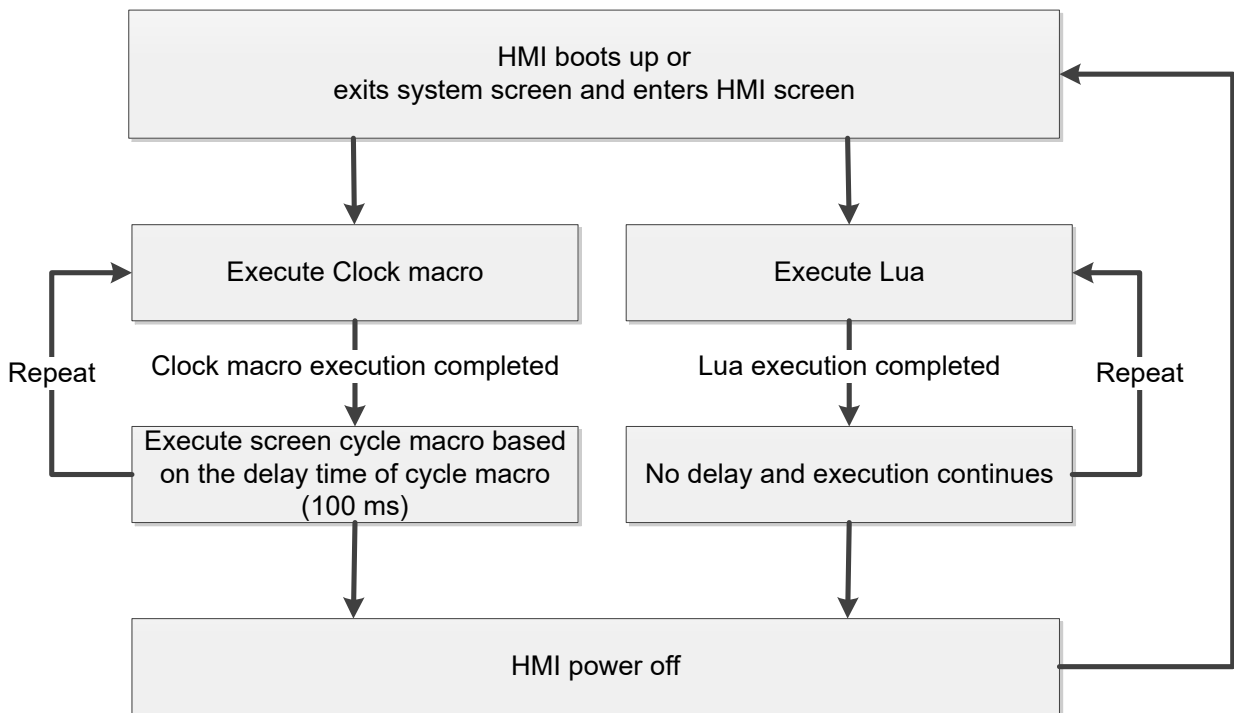 HMI boots up or
exits system screen and enters HMI screen
Execute Clock macro
Execute Lua
Repeat
Clock macro execution completed
Lua execution completed
Repeat
Execute screen cycle macro based
on the delay time of cycle macro
(100 ms)
No delay and execution continues
HMI power off